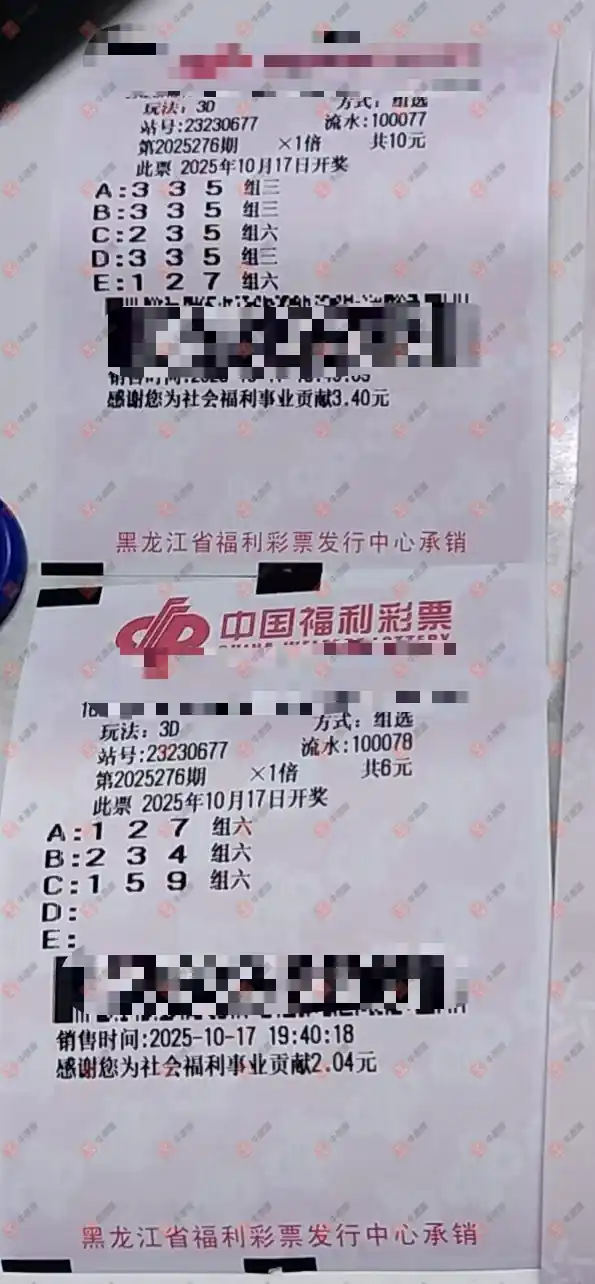 玩法：3D 方式：组选
站号:23230677 流水:100077
第2025276期 ×1倍 共10元
此票 2025年10月17日开奖
A:3 3 5 组三
B:3 3 5 组三
C:2 3 5 组六
D:3 3 5 组三
E:1 2 7 组六
销售时间:
感谢您为社会福利事业贡献3.40元
黑龙江省福利彩票发行中心承销
中国福利彩票
CHINA WELFARE LOTTERY
玩法：3D 方式：组选
站号:23230677 流水:100078
第2025276期 ×1倍 共6元
此票 2025年10月17日开奖
A:1 2 7 组六
B:2 3 4 组六
C:1 5 9 组六
D:
E:
销售时间:2025-10-17 19:40:18
感谢您为社会福利事业贡献2.04元
黑龙江省福利彩票发行中心承销